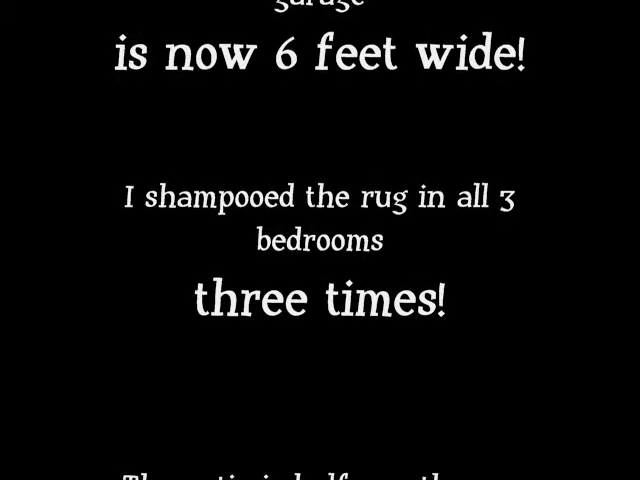 garage
is now 6 feet wide!
I shampooed the rug in all 3
bedrooms
three times!